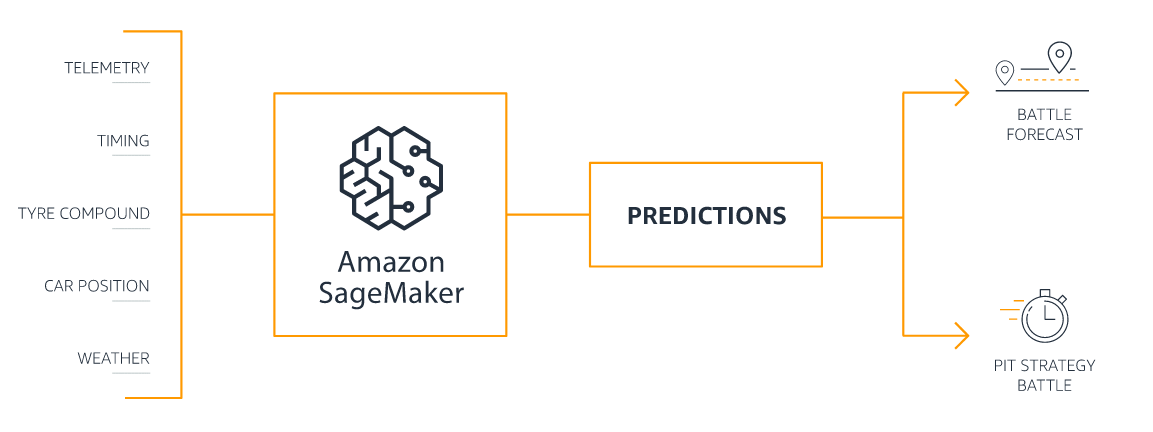 TELEMETRY
TIMING
TYRE COMPOUND
CAR POSITION
WEATHER
Amazon
SageMaker
PREDICTIONS
BATTLE
FORECAST
PIT STRATEGY
BATTLE